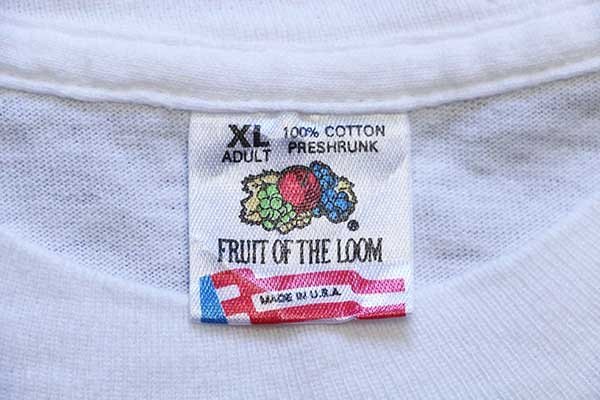 XL 100% COTTON
ADULT PRESHRUNK
®
FRUIT OF THE LOOM
MADE IN U.S.A.